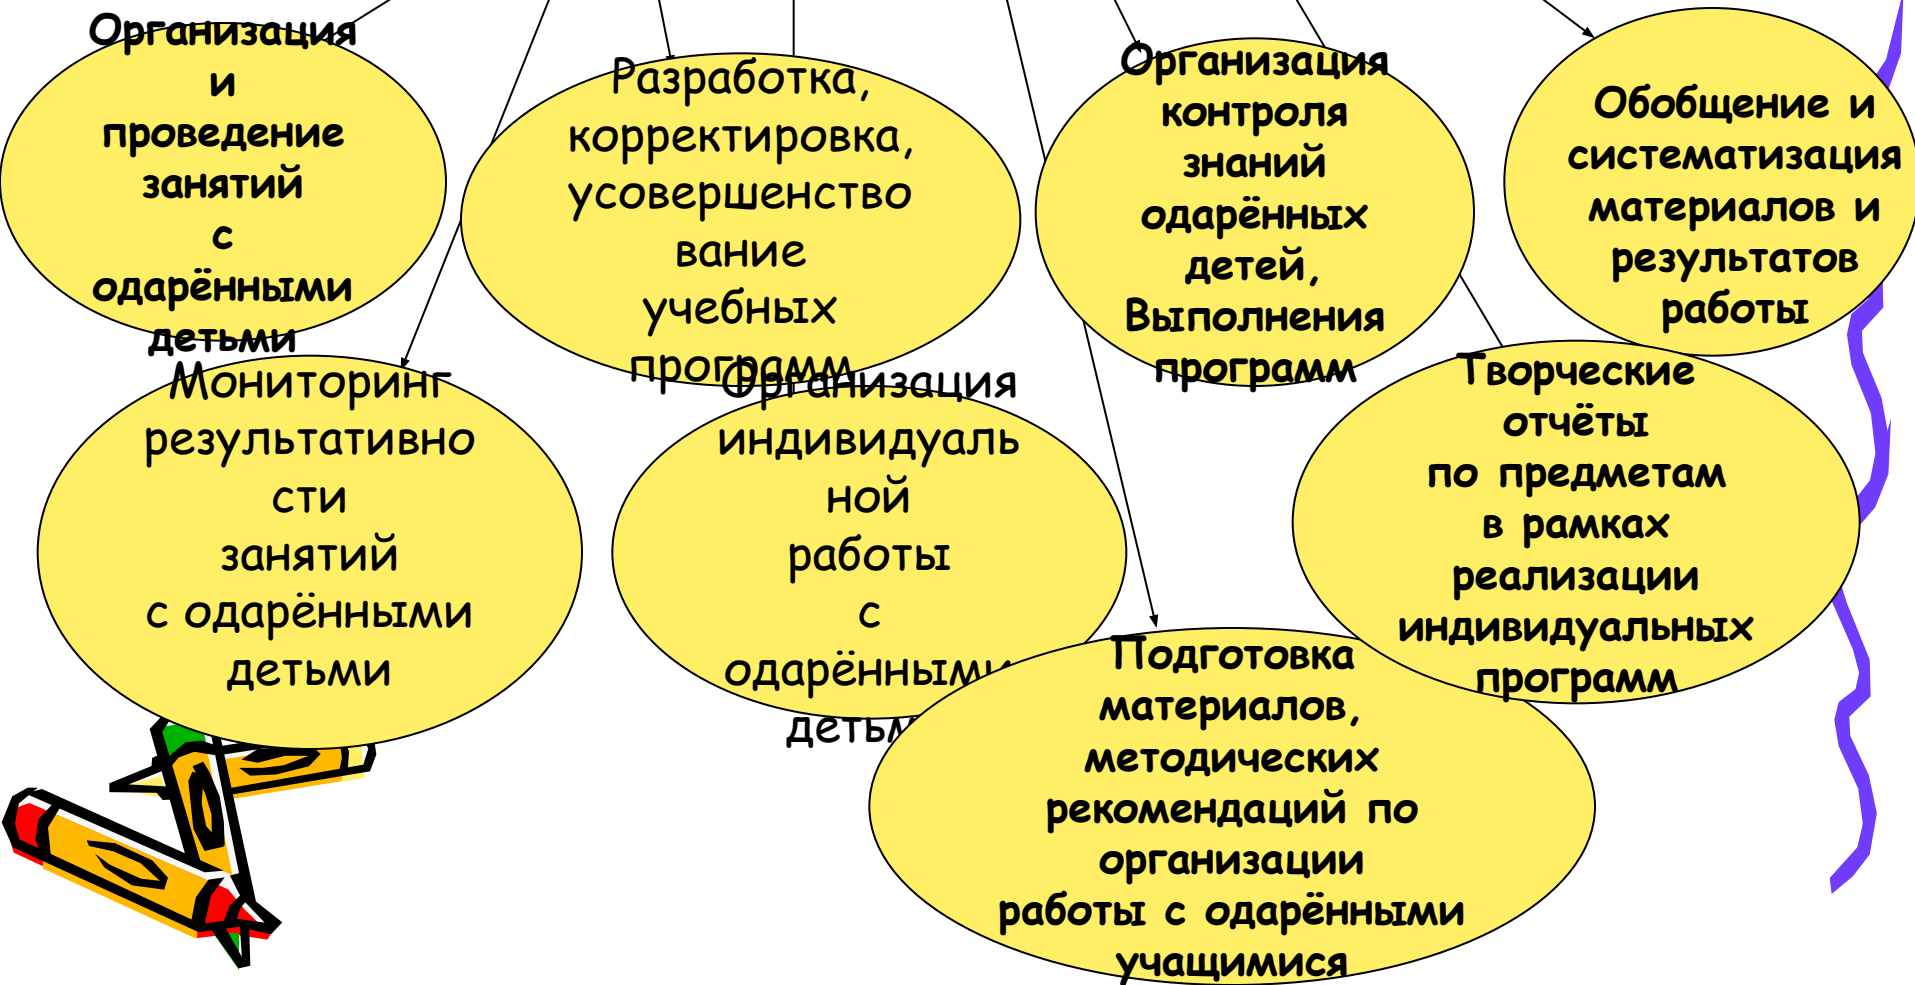 Организация
и
проведение
занятий
с
одарёнными
детьми
Разработка,
корректировка,
усовершенство
вание
учебных
программ
Организация
контроля
знаний
одарённых
детей,
Выполнения
программ
Обобщение и
систематизация
материалов и
результатов
работы
Мониторинг
результативно
сти
занятий
с одарёнными
детьми
Организация
индивидуаль
ной
работы
с
одарёнными
Творческие
отчёты
по предметам
в рамках
реализации
индивидуальных
программ
Подготовка
материалов,
методических
рекомендаций по
организации
работы с одарёнными
учащимися